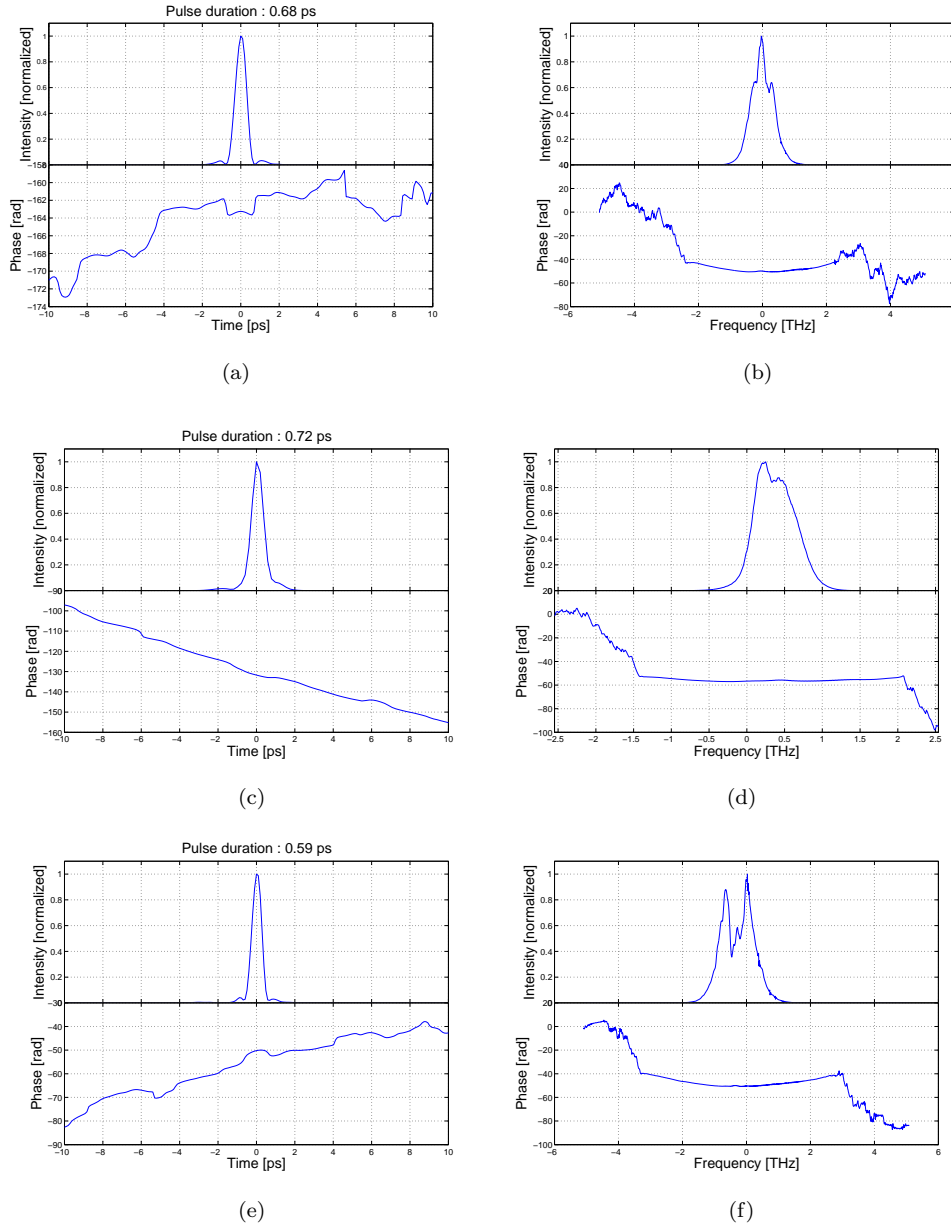 Pulse duration : 0.68 ps
Intensity [normalized]
1
0.8
0.6
0.4
0.2
Phase [rad]
−160
−162
−164
−166
−168
−170
−172
−174
−10 −8 −6 −4 −2 0 2 4 6 8 10
Time [ps]
(a)
Intensity [normalized]
1
0.8
0.6
0.4
0.2
Phase [rad]
40
20
0
−20
−40
−60
−80
−6 −4 −2 0 2 4
Frequency [THz]
(b)
Pulse duration : 0.72 ps
Intensity [normalized]
1
0.8
0.6
0.4
0.2
Phase [rad]
−100
−110
−120
−130
−140
−150
−160
−10 −8 −6 −4 −2 0 2 4 6 8 10
Time [ps]
(c)
Intensity [normalized]
1
0.8
0.6
0.4
0.2
Phase [rad]
0
−20
−40
−60
−80
−100
−2.5 −2 −1.5 −1 −0.5 0 0.5 1 1.5 2 2.5
Frequency [THz]
(d)
Pulse duration : 0.59 ps
Intensity [normalized]
1
0.8
0.6
0.4
0.2
Phase [rad]
−40
−50
−60
−70
−80
−90
−10 −8 −6 −4 −2 0 2 4 6 8 10
Time [ps]
(e)
Intensity [normalized]
1
0.8
0.6
0.4
0.2
Phase [rad]
0
−20
−40
−60
−80
−100
−6 −4 −2 0 2 4 6
Frequency [THz]
(f)